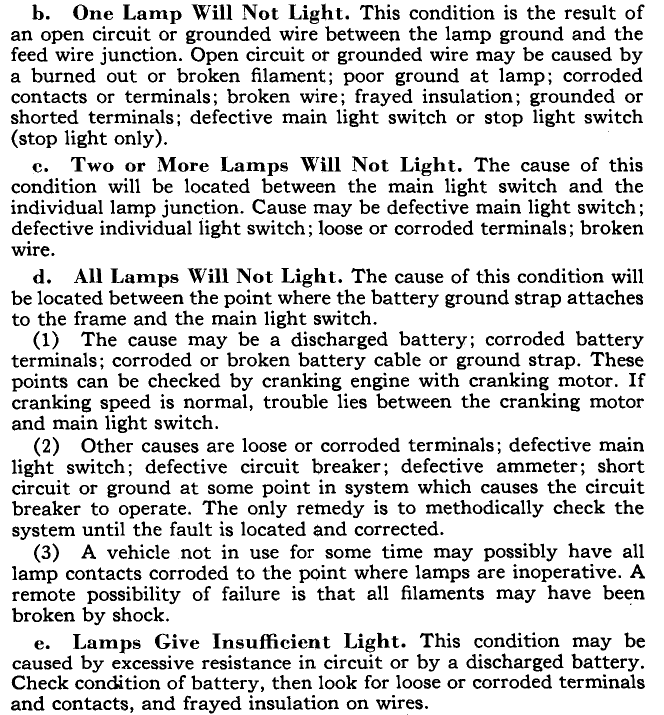 b. One Lamp Will Not Light. This condition is the result of
an open circuit or grounded wire between the lamp ground and the
feed wire junction. Open circuit or grounded wire may be caused by
a burned out or broken filament; poor ground at lamp; corroded
contacts or terminals; broken wire; frayed insulation; grounded or
shorted terminals; defective main light switch or stop light switch
(stop light only).
c. Two or More Lamps Will Not Light. The cause of this
condition will be located between the main light switch and the
individual lamp junction. Cause may be defective main light switch;
defective individual light switch; loose or corroded terminals; broken
wire.
d. All Lamps Will Not Light. The cause of this condition will
be located between the point where the battery ground strap attaches
to the frame and the main light switch.
(1) The cause may be a discharged battery; corroded battery
terminals; corroded or broken battery cable or ground strap. These
points can be checked by cranking engine with cranking motor. If
cranking speed is normal, trouble lies between the cranking motor
and main light switch.
(2) Other causes are loose or corroded terminals; defective main
light switch; defective circuit breaker; defective ammeter; short
circuit or ground at some point in system which causes the circuit
breaker to operate. The only remedy is to methodically check the
system until the fault is located and corrected.
(3) A vehicle not in use for some time may possibly have all
lamp contacts corroded to the point where lamps are inoperative. A
remote possibility of failure is that all filaments may have been
broken by shock.
e. Lamps Give Insufficient Light. This condition may be
caused by excessive resistance in circuit or by a discharged battery.
Check condition of battery, then look for loose or corroded terminals
and contacts, and frayed insulation on wires.